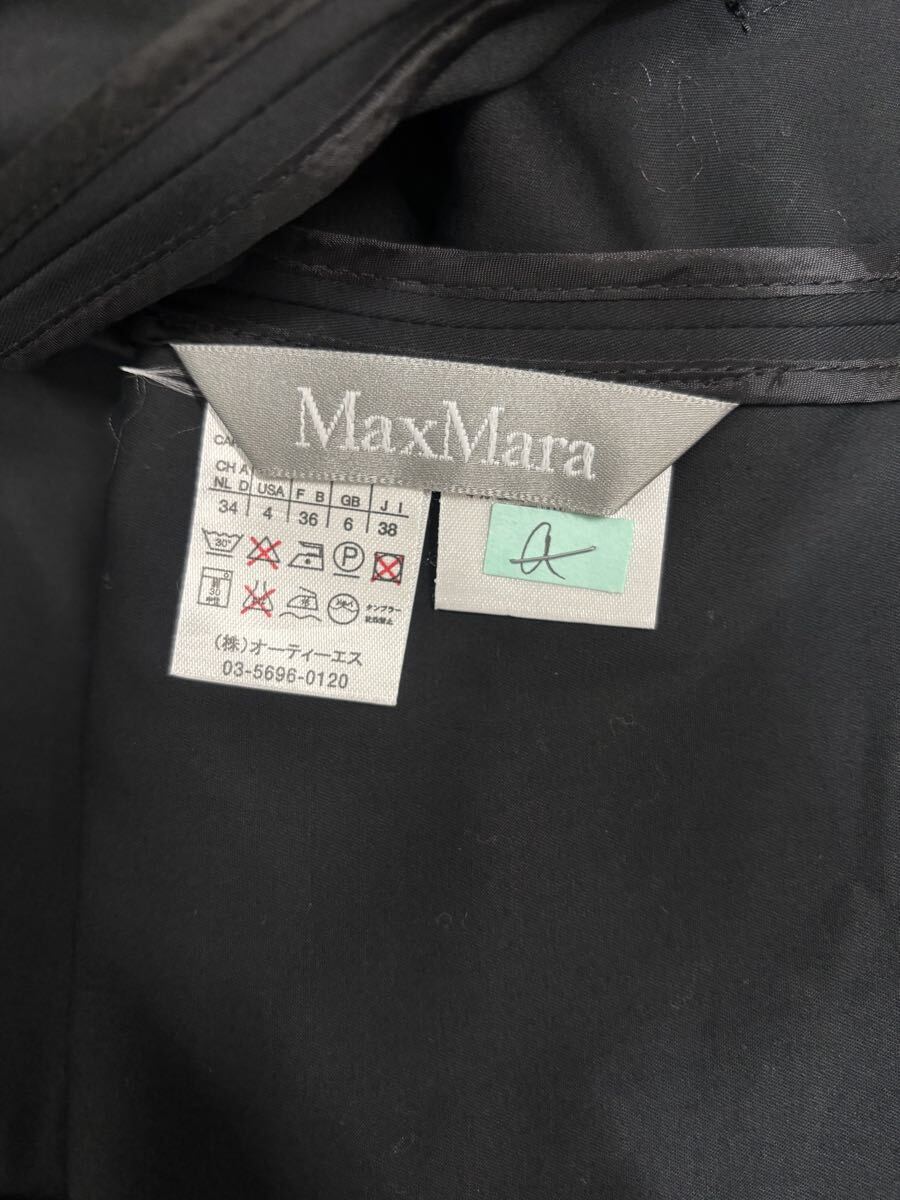 MaxMara
CH A
NL D USA F B GB J I
34 4 36 6 38
30°
P
タンブラー
乾燥禁止
(株)オーティーエス
03-5696-0120
a